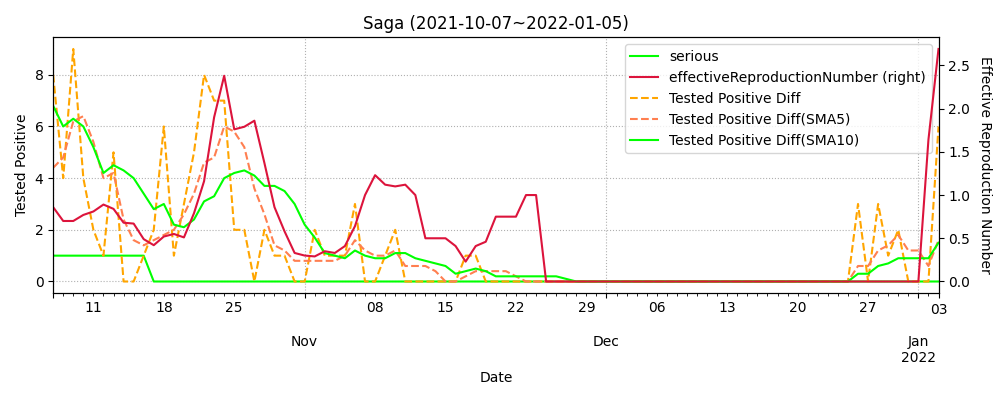 Saga (2021-10-07~2022-01-05)
serious
effectiveReproductionNumber (right)
Tested Positive Diff
Tested Positive Diff(SMA5)
Tested Positive Diff(SMA10)
Tested Positive
8
6
4
2
0
2.5
2.0
1.5
1.0
0.5
0.0
Effective Reproduction Number
11 18 25 08 15 22 29 06 13 20 27 03
Nov Dec Jan
2022
Date